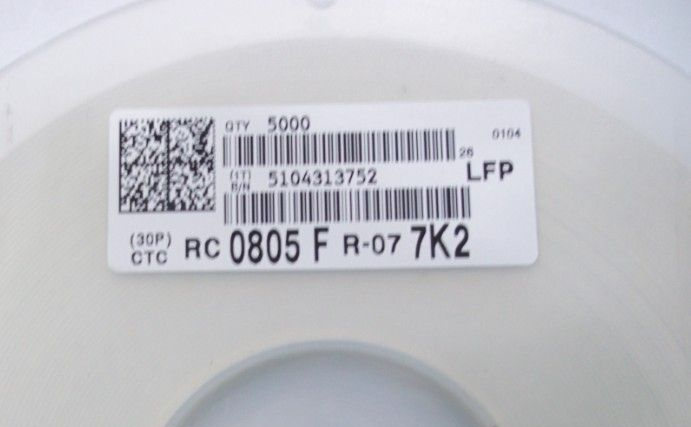 QTY 5000
0104
26
(1T)
B/N 5104313752
LFP
(30P)
CTC RC 0805 F R-07 7K2